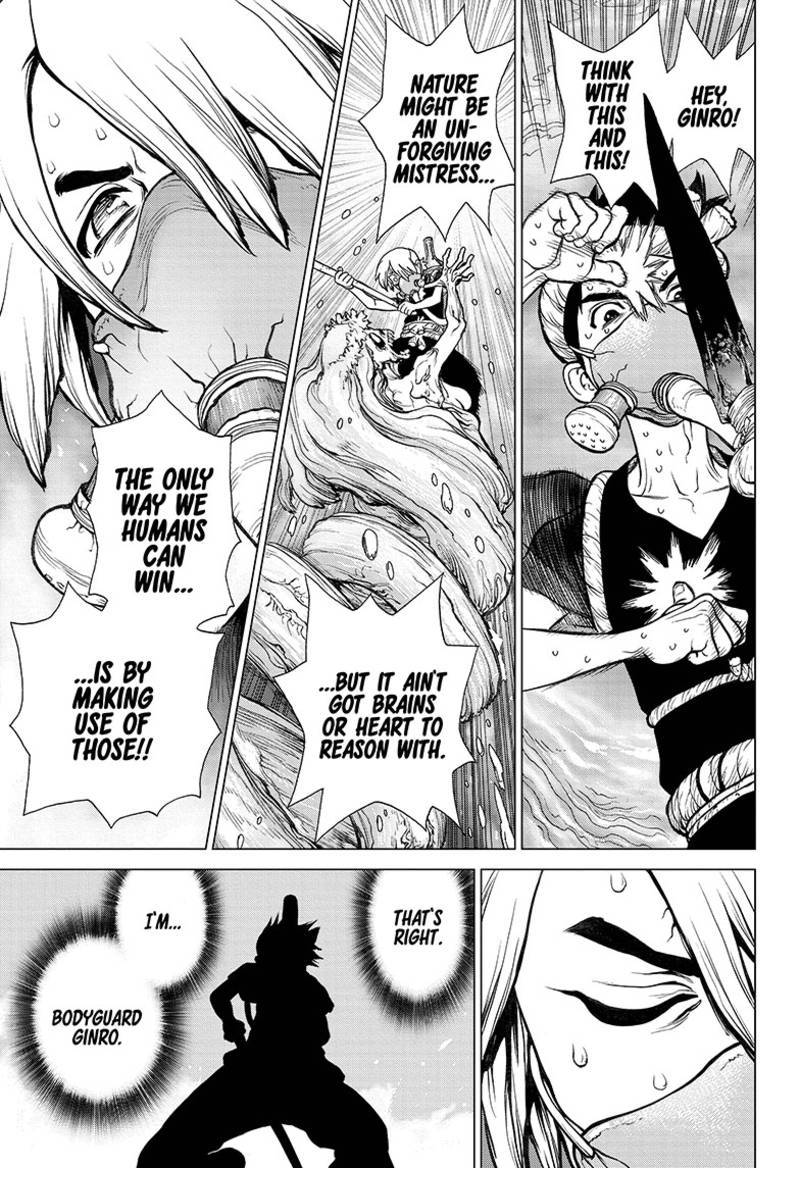 HEY,
GINRO!
THINK
WITH
THIS
AND
THIS!
NATURE
MIGHT BE
AN UN-
FORGIVING
MISTRESS...
...BUT IT AIN'T
GOT BRAINS
OR HEART TO
REASON WITH.
THE ONLY
WAY WE
HUMANS
CAN
WIN...
...IS BY
MAKING
USE OF
THOSE!!
THAT'S
RIGHT.
I'M...
BODYGUARD
GINRO.